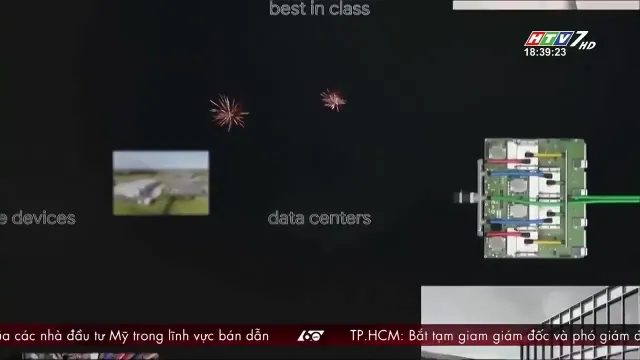 best in class
HTV7 HD
18:39:23
e devices
data centers
ủa các nhà đầu tư Mỹ trong lĩnh vực bán dẫn
TP.HCM: Bắt tạm giam giám đốc và phó giám đ